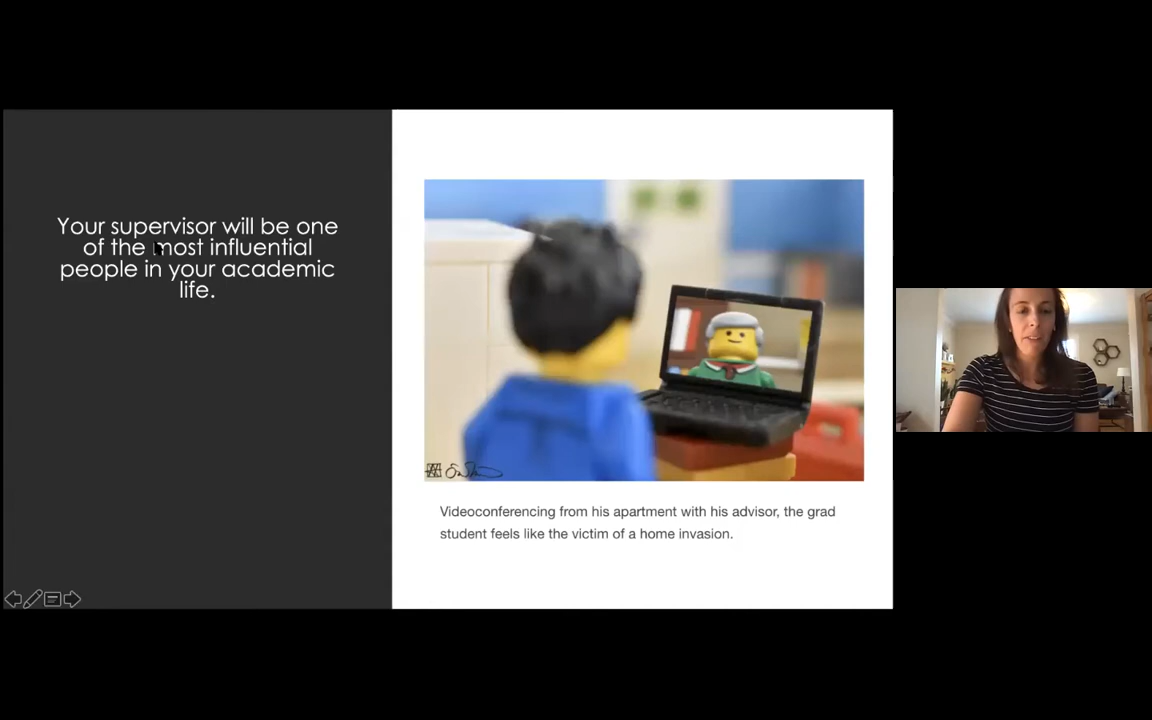 Your supervisor will be one
of the most influential
people in your academic
life.
Videoconferencing from his apartment with his advisor, the grad
student feels like the victim of a home invasion.